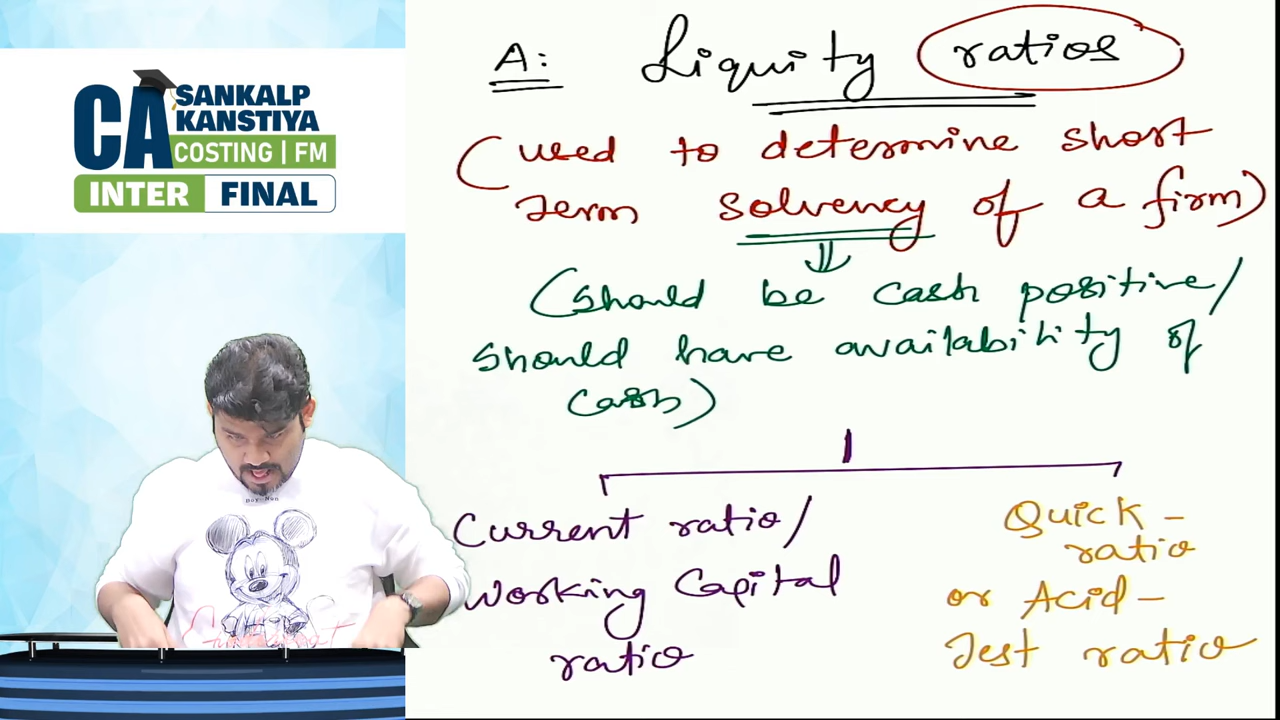 CA SANKALP
KANSTIYA
COSTING | FM
INTER FINAL
A: Liquity ratios
(used to determine short
term solvency of a firm)
(should be cash positive/
should have availability of
cash)
Current ratio/
working Capital
ratio
Quick-
ratio
or Acid-
Test ratio